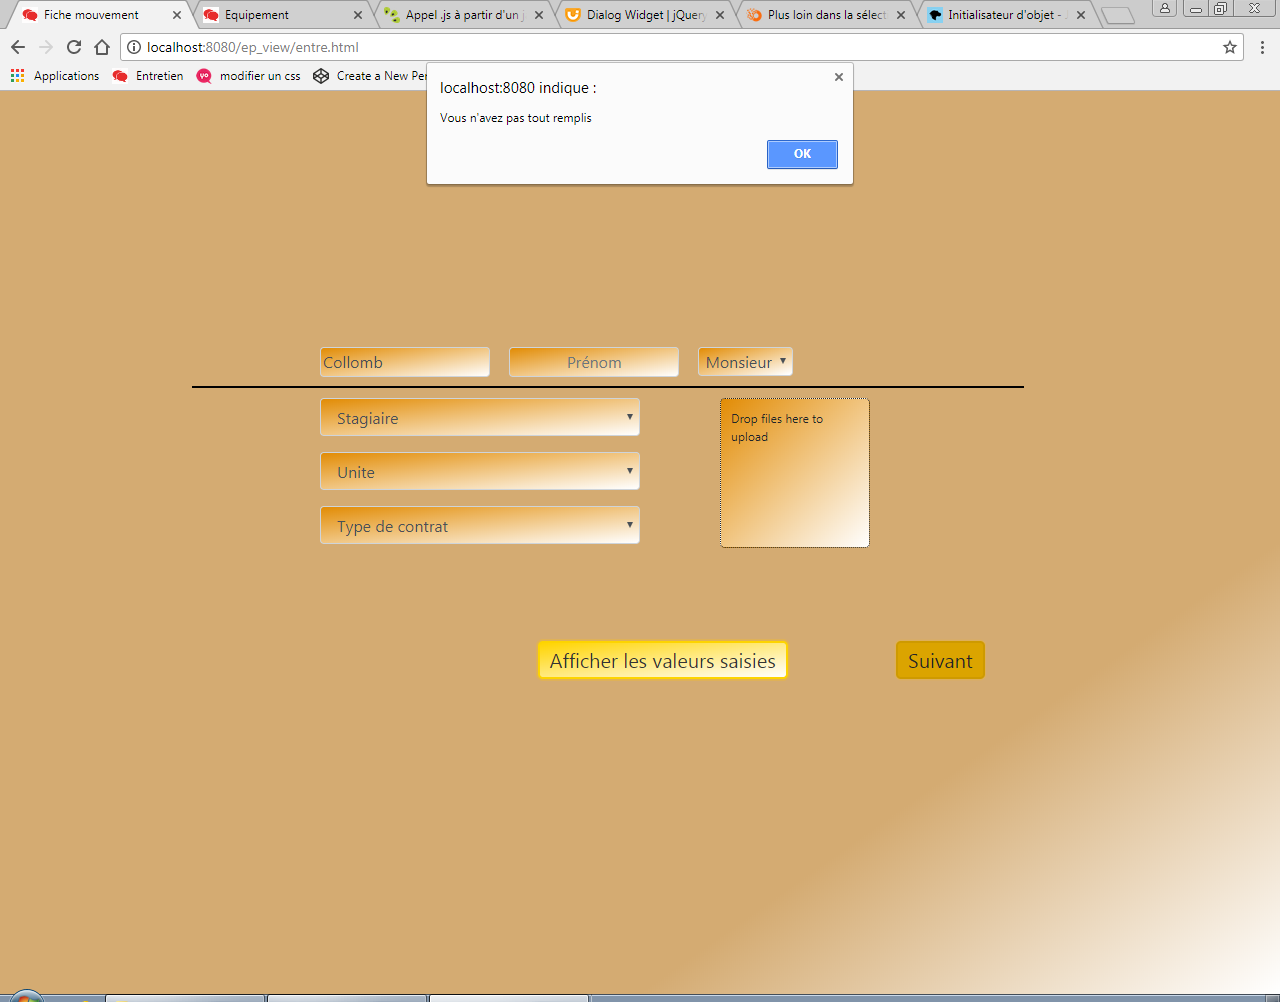 Fiche mouvement
Equipement
Appel .js à partir d'un j
Dialog Widget | jQuery
Plus loin dans la sélect
Initialisateur d'objet -
localhost:8080/ep_view/entre.html
Applications
Entretien
yo
modifier un css
Create a New Pen
localhost:8080 indique :
Vous n'avez pas tout remplis
OK
Collomb
Prénom
Monsieur
Stagiaire
Drop files here to
upload
Unite
Type de contrat
Afficher les valeurs saisies
Suivant